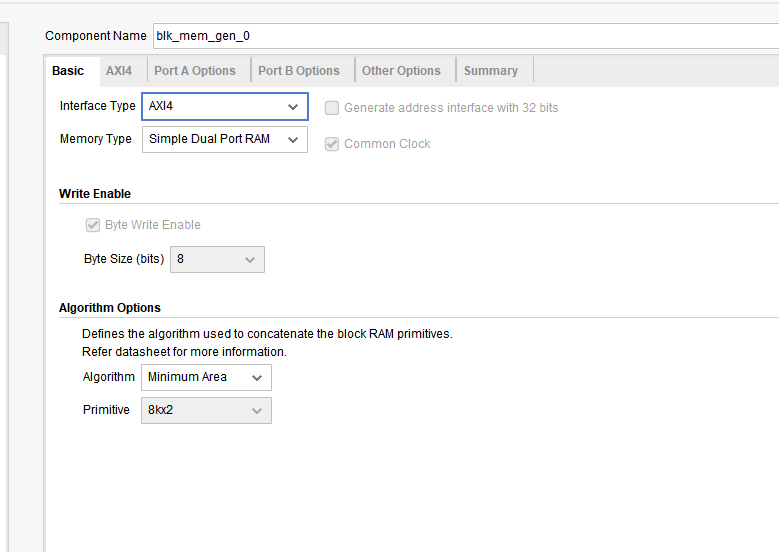 Component Name blk_mem_gen_0
Basic AXI4 Port A Options Port B Options Other Options Summary
Interface Type AXI4 Generate address interface with 32 bits
Memory Type Simple Dual Port RAM Common Clock
Write Enable
Byte Write Enable
Byte Size (bits) 8
Algorithm Options
Defines the algorithm used to concatenate the block RAM primitives.
Refer datasheet for more information.
Algorithm Minimum Area
Primitive 8kx2